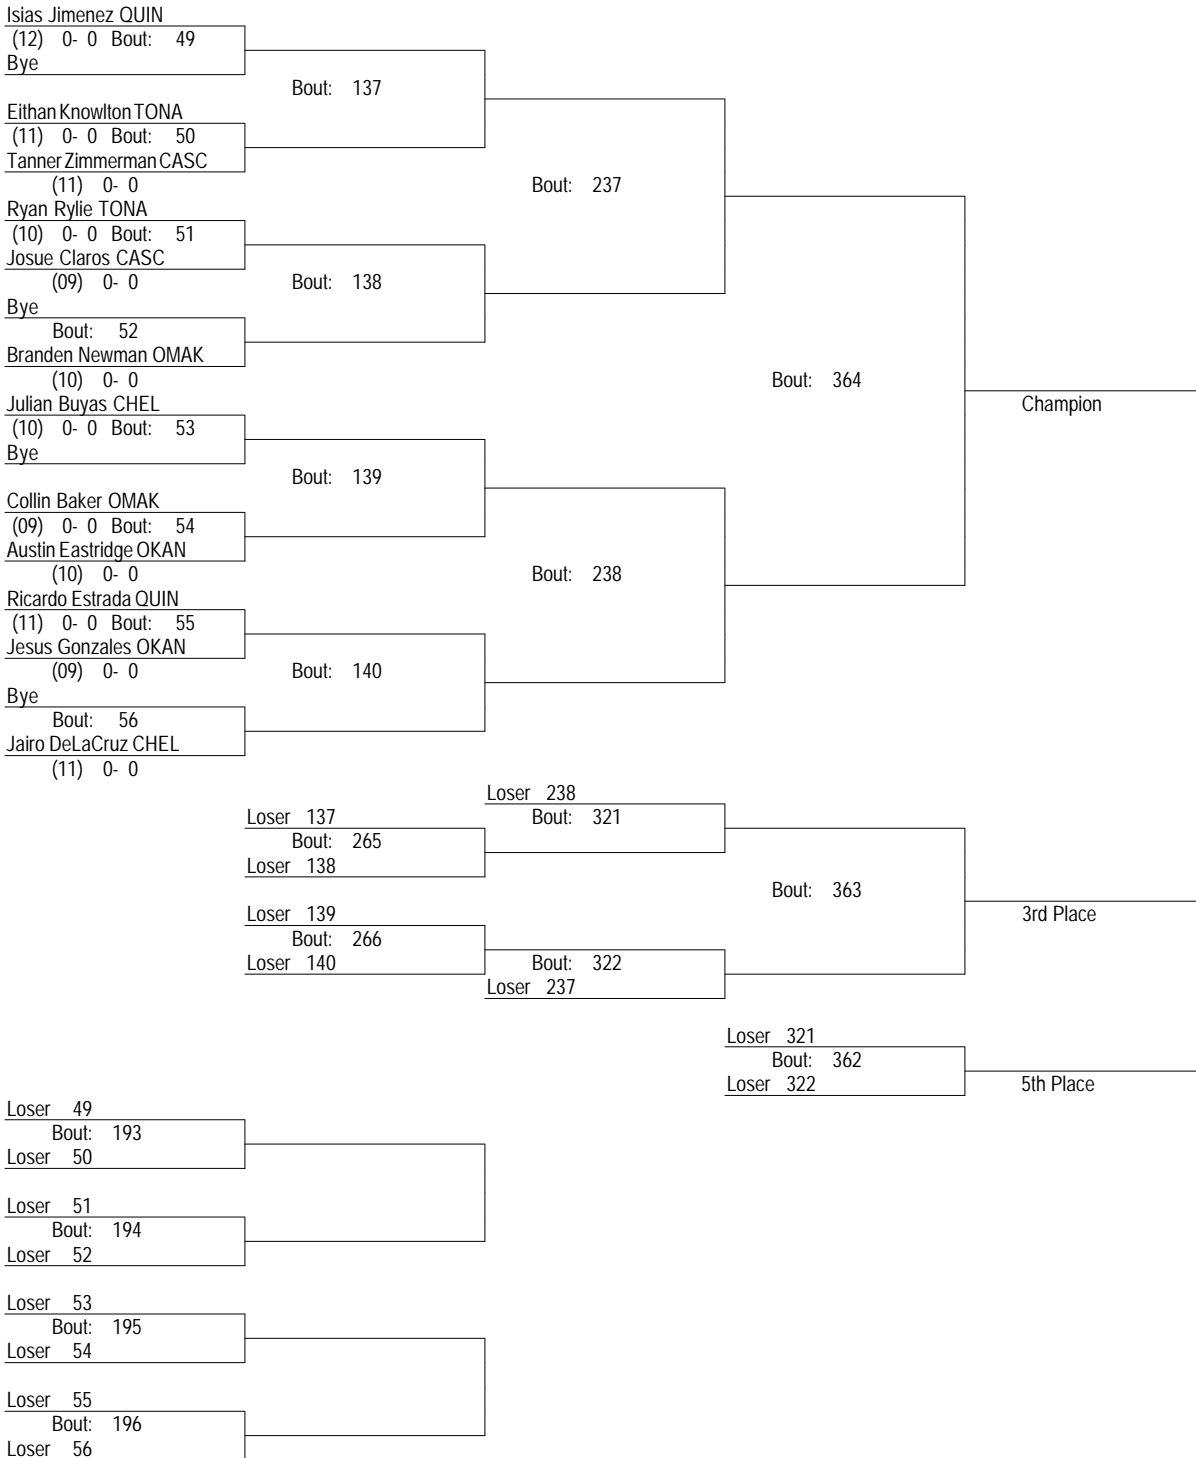 Isias Jimenez QUIN
(12) 0- 0 Bout: 49
Bye
Bout: 137
Eithan Knowlton TONA
(11) 0- 0 Bout: 50
Tanner Zimmerman CASC
(11) 0- 0
Bout: 237
Ryan Rylie TONA
(10) 0- 0 Bout: 51
Josue Claros CASC
(09) 0- 0
Bout: 138
Bye
Bout: 52
Branden Newman OMAK
(10) 0- 0
Bout: 364
Champion
Julian Buyas CHEL
(10) 0- 0 Bout: 53
Bye
Bout: 139
Collin Baker OMAK
(09) 0- 0 Bout: 54
Austin Eastridge OKAN
(10) 0- 0
Bout: 238
Ricardo Estrada QUIN
(11) 0- 0 Bout: 55
Jesus Gonzales OKAN
(09) 0- 0
Bout: 140
Bye
Bout: 56
Jairo DeLaCruz CHEL
(11) 0- 0
Loser 238
Loser 137
Bout: 321
Bout: 265
Loser 138
Bout: 363
Loser 139
3rd Place
Bout: 266
Loser 140
Bout: 322
Loser 237
Loser 321
Bout: 362
Loser 322
5th Place
Loser 49
Bout: 193
Loser 50
Loser 51
Bout: 194
Loser 52
Loser 53
Bout: 195
Loser 54
Loser 55
Bout: 196
Loser 56